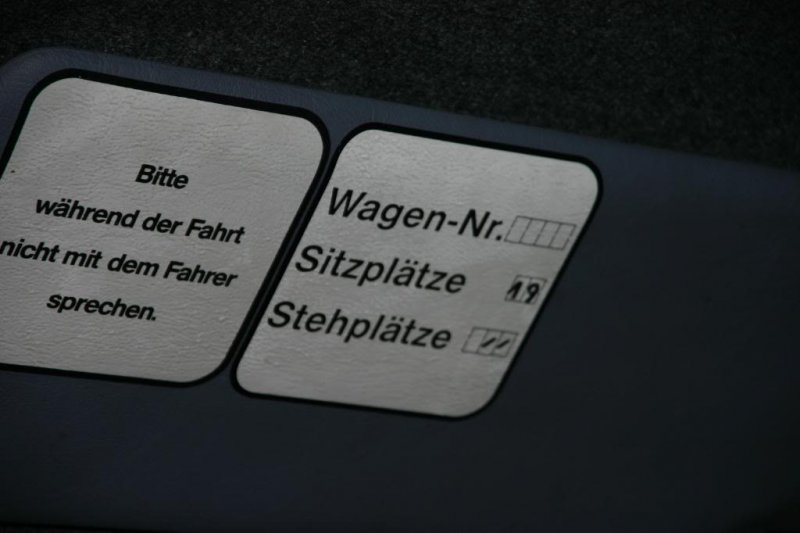 Bitte
während der Fahrt
nicht mit dem Fahrer
sprechen.
Wagen-Nr.
Sitzplätze 19
Stehplätze --